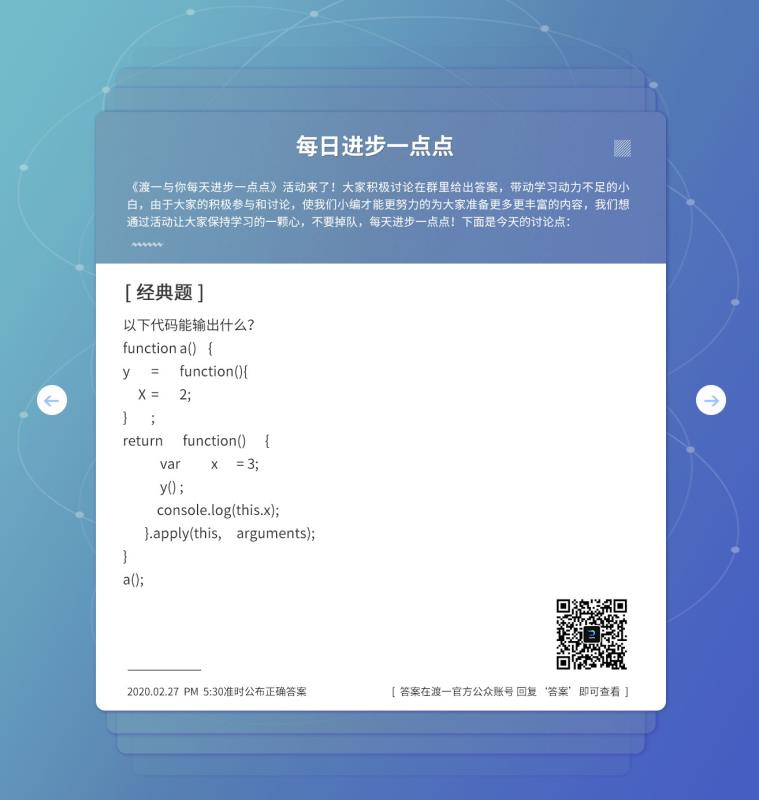 每日进步一点点
《渡一与你每天进步一点点》活动来了！大家积极讨论在群里给出答案，带动学习动力不足的小
白，由于大家的积极参与和讨论，使我们小编才能更努力的为大家准备更多更丰富的内容，我们想
通过活动让大家保持学习的一颗心，不要掉队，每天进步一点点！下面是今天的讨论点：
[ 经典题 ]
以下代码能输出什么？
function a() {
y = function(){
X = 2;
} ;
return function() {
var x = 3;
y() ;
console.log(this.x);
}.apply(this, arguments);
}
a();
2020.02.27 PM 5:30准时公布正确答案
[ 答案在渡一官方公众账号 回复‘答案’即可查看 ]